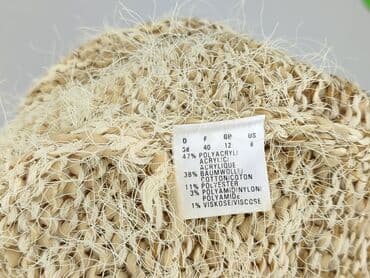 D F GB US
38 40 12 8
47% POLYACRYL/
ACRYLIC/
ACRYLIQUE
38% BAUMWOLLE/
COTTON/COTON
11% POLYESTER
3% POLYAMID/NYLON/
POLYAMIDE
1% VISKOSE/VISCOSE